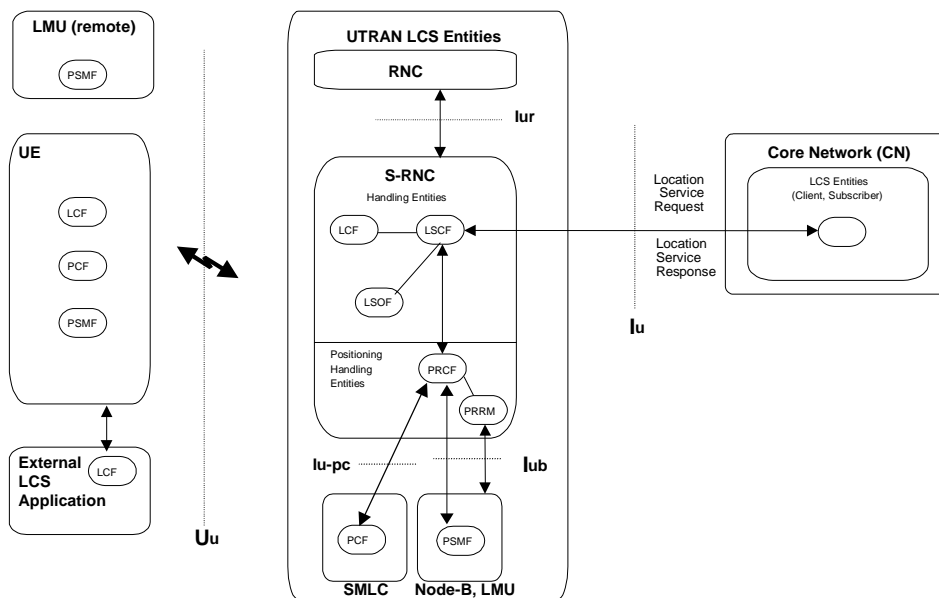 LMU (remote)
PSMF
UE
LCF
PCF
PSMF
External
LCS
Application
LCF
Uu
UTRAN LCS Entities
RNC
Iur
S-RNC
Handling Entities
LCF
LSCF
LSOF
Positioning
Handling
Entities
PRCF
PRRM
Iu-pc
Iub
PCF
PSMF
SMLC
Node-B, LMU
Location
Service
Request
Location
Service
Response
Iu
Core Network (CN)
LCS Entities
(Client, Subscriber)